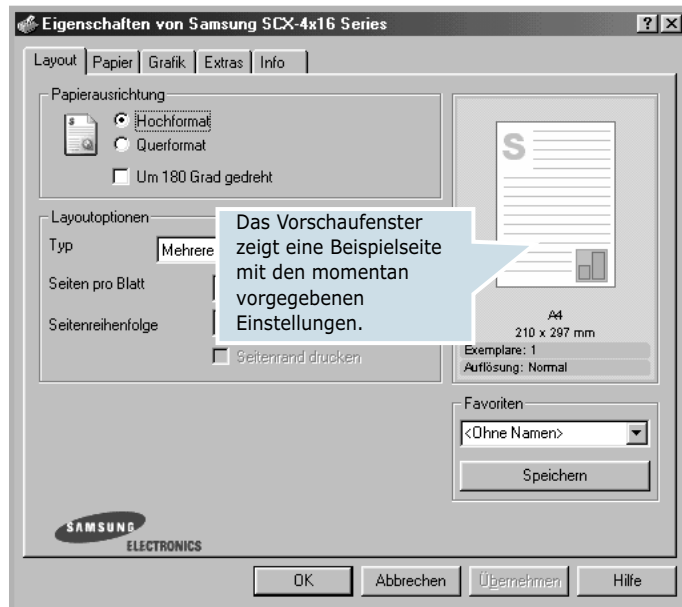 Eigenschaften von Samsung SCX-4x16 Series
Layout Papier Grafik Extras Info
Papierausrichtung
Hochformat
Querformat
Um 180 Grad gedreht
Layoutoptionen
Typ
Mehrere
Seiten pro Blatt
Seitenreihenfolge
Seitenrand drucken
Das Vorschaufenster
zeigt eine Beispielseite
mit den momentan
vorgegebenen
Einstellungen.
S
A4
210 x 297 mm
Exemplare: 1
Auflösung: Normal
Favoriten
<Ohne Namen>
Speichern
SAMSUNG
ELECTRONICS
OK Abbrechen Übernehmen Hilfe